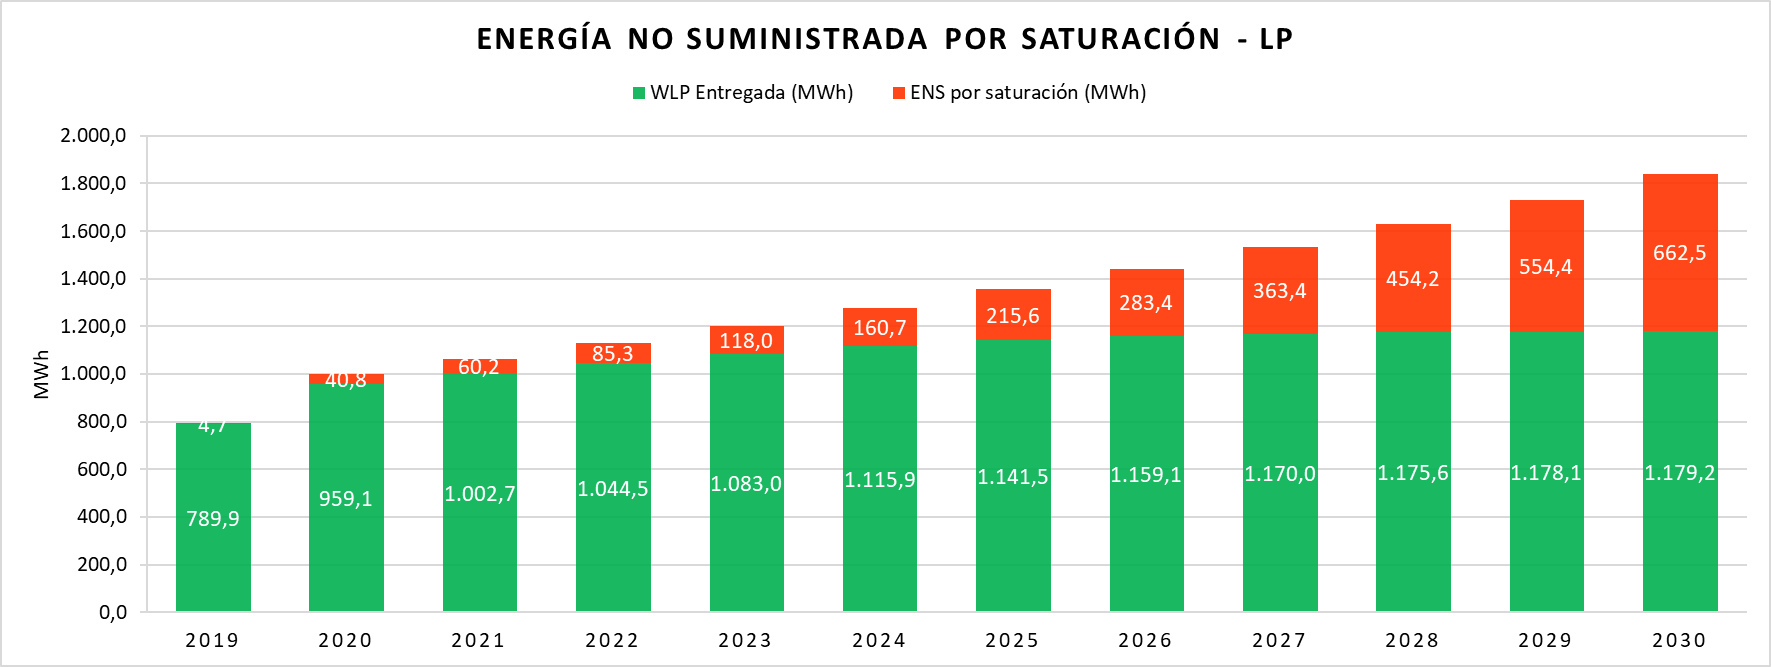 ENERGÍA NO SUMINISTRADA POR SATURACIÓN - LP
WLP Entregada (MWh) ENS por saturación (MWh)
MWh
2.000,0
1.800,0
1.600,0
1.400,0
1.200,0
1.000,0
800,0
600,0
400,0
200,0
0,0
4,7 40,8 60,2 85,3 118,0 160,7 215,6 283,4 363,4 454,2 554,4 662,5
789,9 959,1 1.002,7 1.044,5 1.083,0 1.115,9 1.141,5 1.159,1 1.170,0 1.175,6 1.178,1 1.179,2
2019 2020 2021 2022 2023 2024 2025 2026 2027 2028 2029 2030